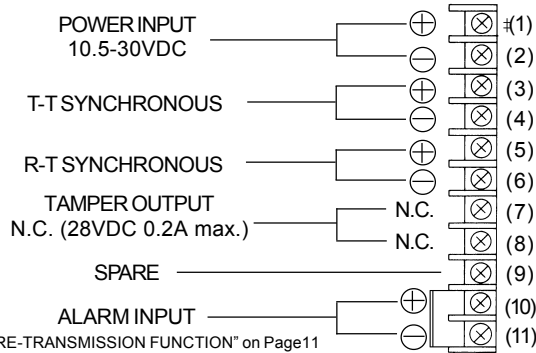 POWER INPUT ⊕ (1)
10.5-30VDC ⊖ (2)
T-T SYNCHRONOUS ⊕ (3)
⊖ (4)
R-T SYNCHRONOUS ⊕ (5)
⊖ (6)
TAMPER OUTPUT N.C. (7)
N.C. (28VDC 0.2A max.) N.C. (8)
SPARE (9)
ALARM INPUT ⊕ (10)
RE-TRANSMISSION FUNCTION" on Page11 ⊖ (11)